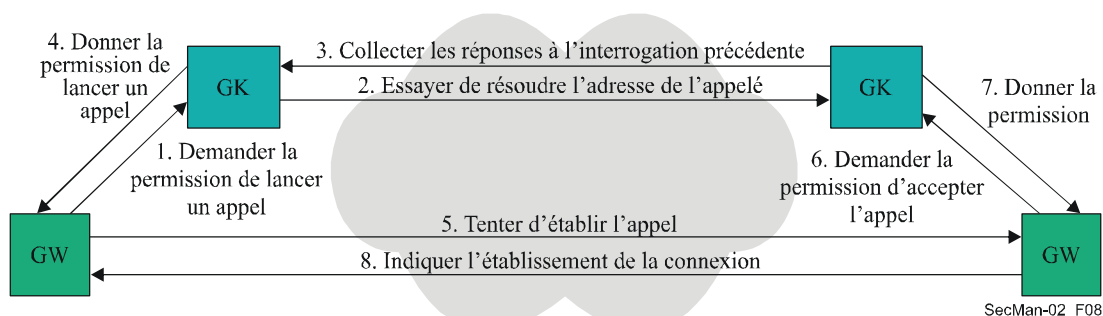 4. Donner la
permission de
lancer un
appel
GK
3. Collecter les réponses à l'interrogation précédente
2. Essayer de résoudre l'adresse de l'appelé
GK
7. Donner la
permission
1. Demander la
permission de lancer
un appel
6. Demander la
permission d'accepter
l'appel
GW
5. Tenter d'établir l'appel
8. Indiquer l'établissement de la connexion
GW
SecMan-02_F08